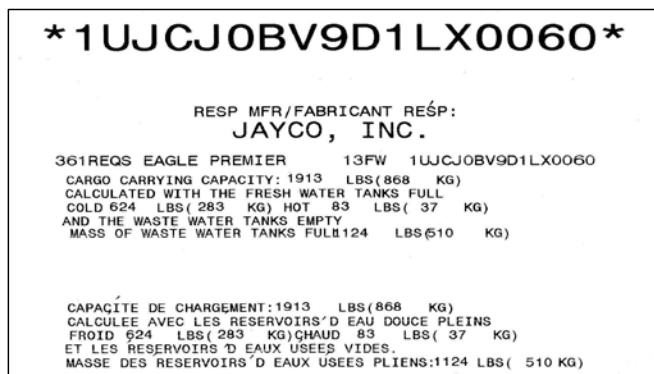 *1UJCJ0BV9D1LX0060*
RESP MFR/FABRICANT RESP:
JAYCO, INC.
361REQS EAGLE PREMIER 13FW 1UJCJ0BV9D1LX0060
CARGO CARRYING CAPACITY: 1913 LBS(868 KG)
CALCULATED WITH THE FRESH WATER TANKS FULL
COLD 624 LBS( 283 KG) HOT 83 LBS( 37 KG)
AND THE WASTE WATER TANKS EMPTY
MASS OF WASTE WATER TANKS FULL:1124 LBS(510 KG)
CAPAÇITE DE CHARGEMENT:1913 LBS(868 KG)
CALCULEE AVEC LES RESERVOIRS'D EAU DOUCE PLEINS
FROID 624 LBS( 283 KG)ÇHAUD 83 LBS( 37 KG)
ET LES RESERVOIRS 'D EAUX USEES VIDES.
MASSE DES RESERVOIRS'D EAUX USEES PLIENS:1124 LBS( 510 KG)